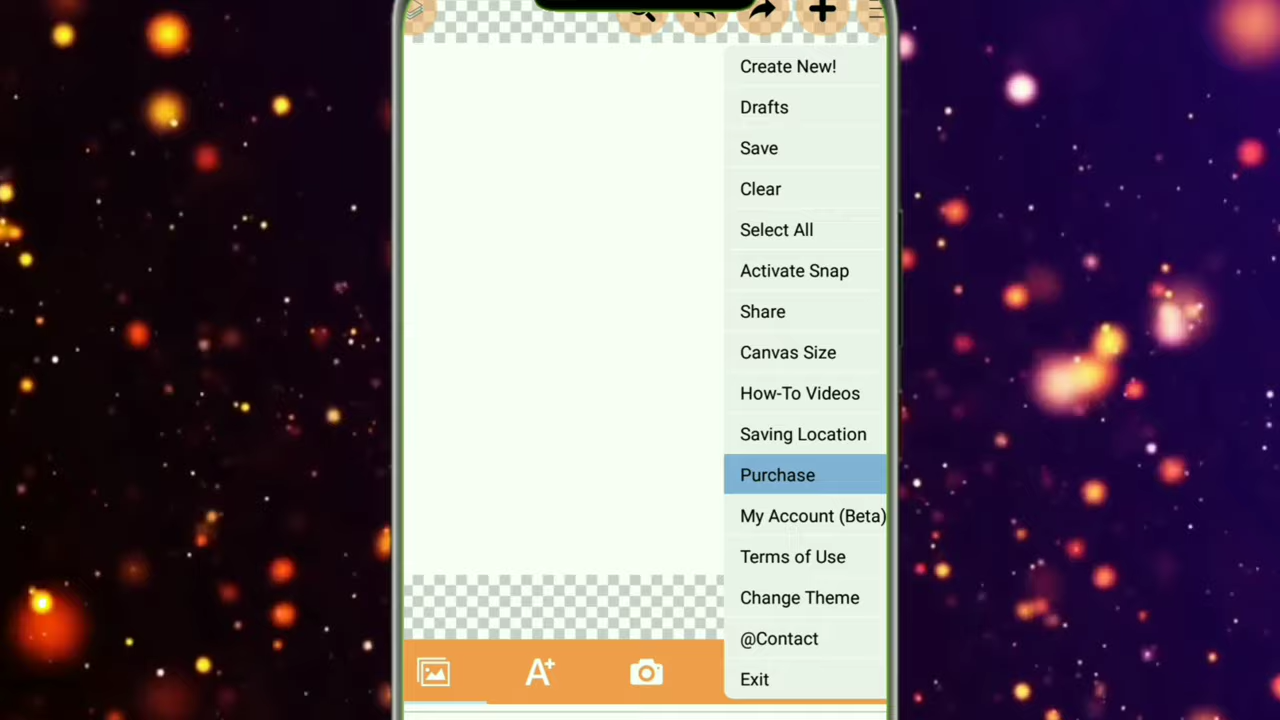 Create New!
Drafts
Save
Clear
Select All
Activate Snap
Share
Canvas Size
How-To Videos
Saving Location
Purchase
My Account (Beta)
Terms of Use
Change Theme
@Contact
Exit
A+